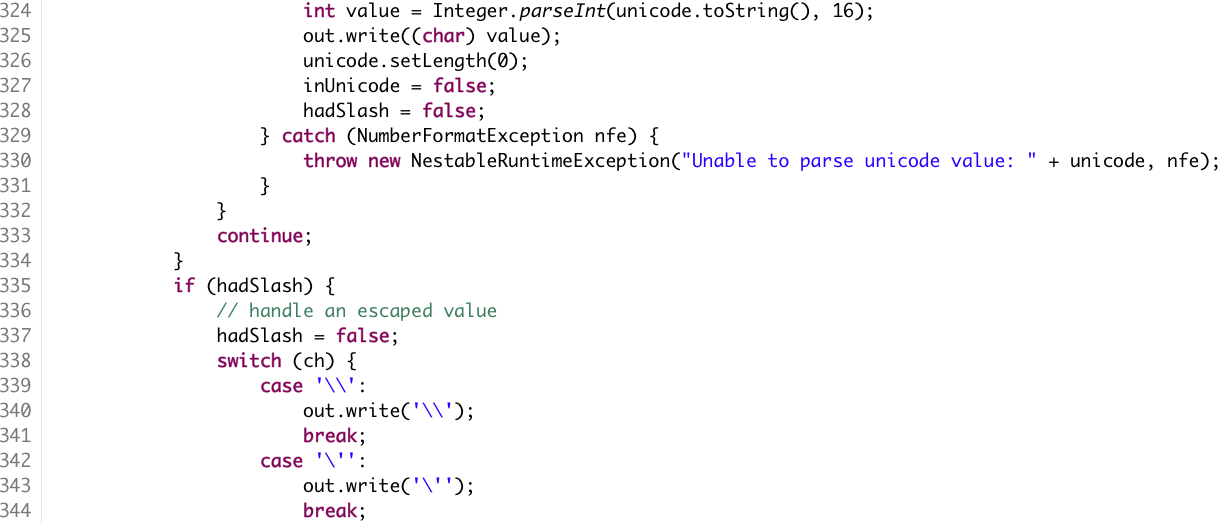 324                         int value = Integer.parseInt(unicode.toString(), 16);
325                         out.write((char) value);
326                         unicode.setLength(0);
327                         inUnicode = false;
328                         hadSlash = false;
329                     } catch (NumberFormatException nfe) {
330                         throw new NestableRuntimeException("Unable to parse unicode value: " + unicode, nfe);
331                     }
332                 }
333                 continue;
334             }
335             if (hadSlash) {
336                 // handle an escaped value
337                 hadSlash = false;
338                 switch (ch) {
339                     case '\\':
340                         out.write('\\');
341                         break;
342                     case '\'':
343                         out.write('\'');
344                         break;